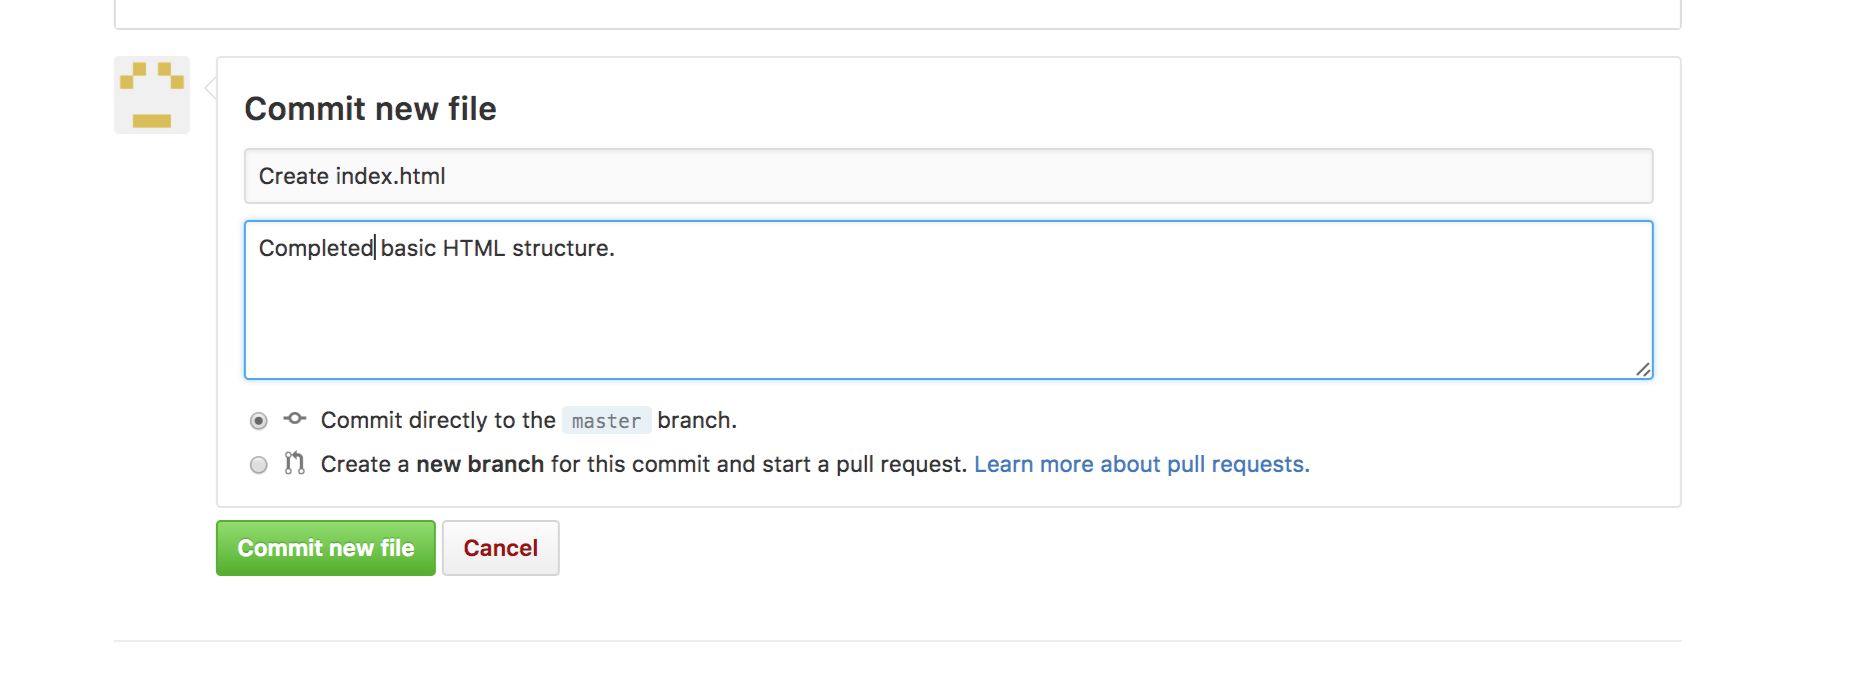 Commit new file
Create index.html
Completed basic HTML structure.
Commit directly to the master branch.
Create a new branch for this commit and start a pull request. Learn more about pull requests.
Commit new file Cancel